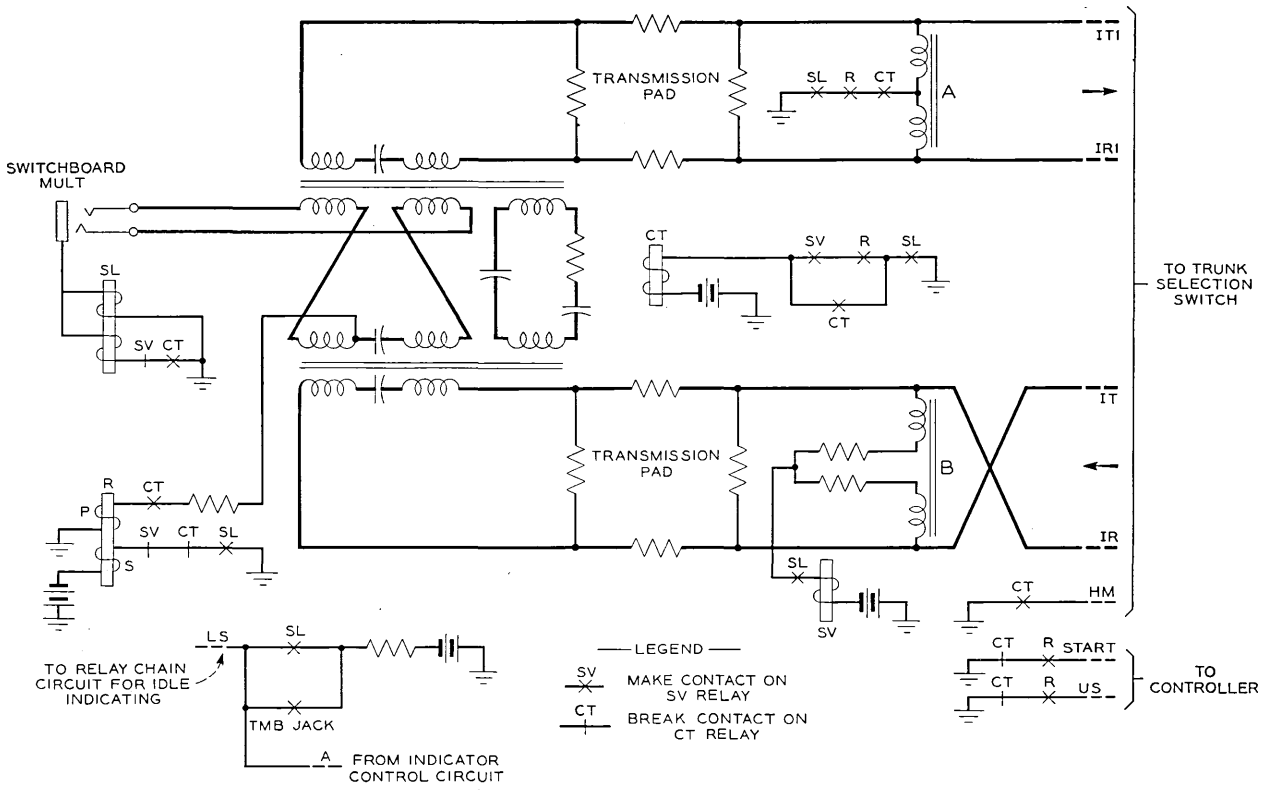 IT1
TRANSMISSION
PAD
SL R CT
A
IR1
SWITCHBOARD
MULT
SL
SV CT
CT
SV R SL
CT
TO TRUNK
SELECTION
SWITCH
IT
TRANSMISSION
PAD
B
IR
R
P
CT
SV CT SL
S
SL
SV
CT
HM
LS
SL
TO RELAY CHAIN
CIRCUIT FOR IDLE
INDICATING
TMB JACK
A
FROM INDICATOR
CONTROL CIRCUIT
LEGEND
SV
MAKE CONTACT ON
SV RELAY
CT
BREAK CONTACT ON
CT RELAY
CT R START
CT R US
TO
CONTROLLER